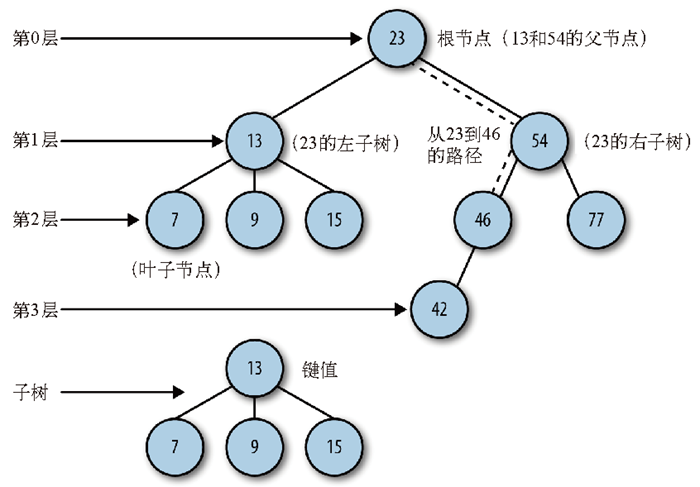 第0层
23
根节点（13和54的父节点）
第1层
13
(23的左子树)
从23到46
的路径
54
(23的右子树)
第2层
7
9
15
46
77
(叶子节点)
第3层
42
13
键值
子树
7
9
15